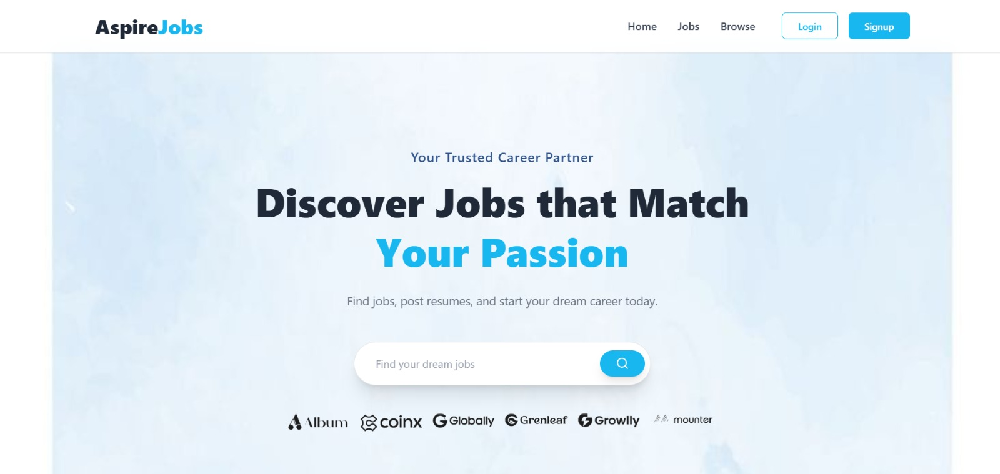 AspireJobs
Home Jobs Browse Login Signup
Your Trusted Career Partner
Discover Jobs that Match
Your Passion
Find jobs, post resumes, and start your dream career today.
Find your dream jobs
Album coinx Globally Grenleaf Growlly mounter